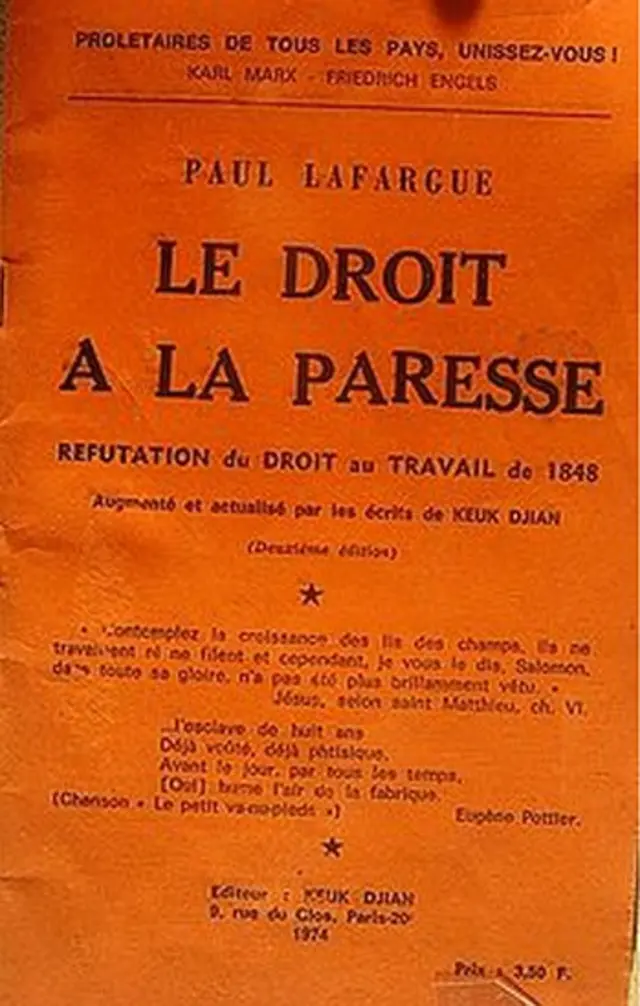 PROLETAIRES DE TOUS LES PAYS, UNISSEZ-VOUS !
KARL MARX - FRIEDRICH ENGELS
PAUL LAFARGUE
LE DROIT
A LA PARESSE
REFUTATION du DROIT au TRAVAIL de 1848
Augmenté et actualisé par les écrits de KEUK DJIAN
(Deuxième édition)
« Contemplez la croissance des lis des champs, ils ne
travaillent ni ne filent et cependant, je vous le dis, Salomon,
dans toute sa gloire, n'a pas été plus brillamment vêtu. »
Jésus, selon saint Matthieu, ch. VI.
...l'esclave de huit ans
Déjà voûté, déjà phtisique,
Avant le jour, par tous les temps,
[Qui] hume l'air de la fabrique.
(Chanson « Le petit va-nu-pieds ») Eugène Pottier.
Editeur : KEUK DJIAN
9, rue du Clos, Paris-20e
1974
Prix : 3,50 F.